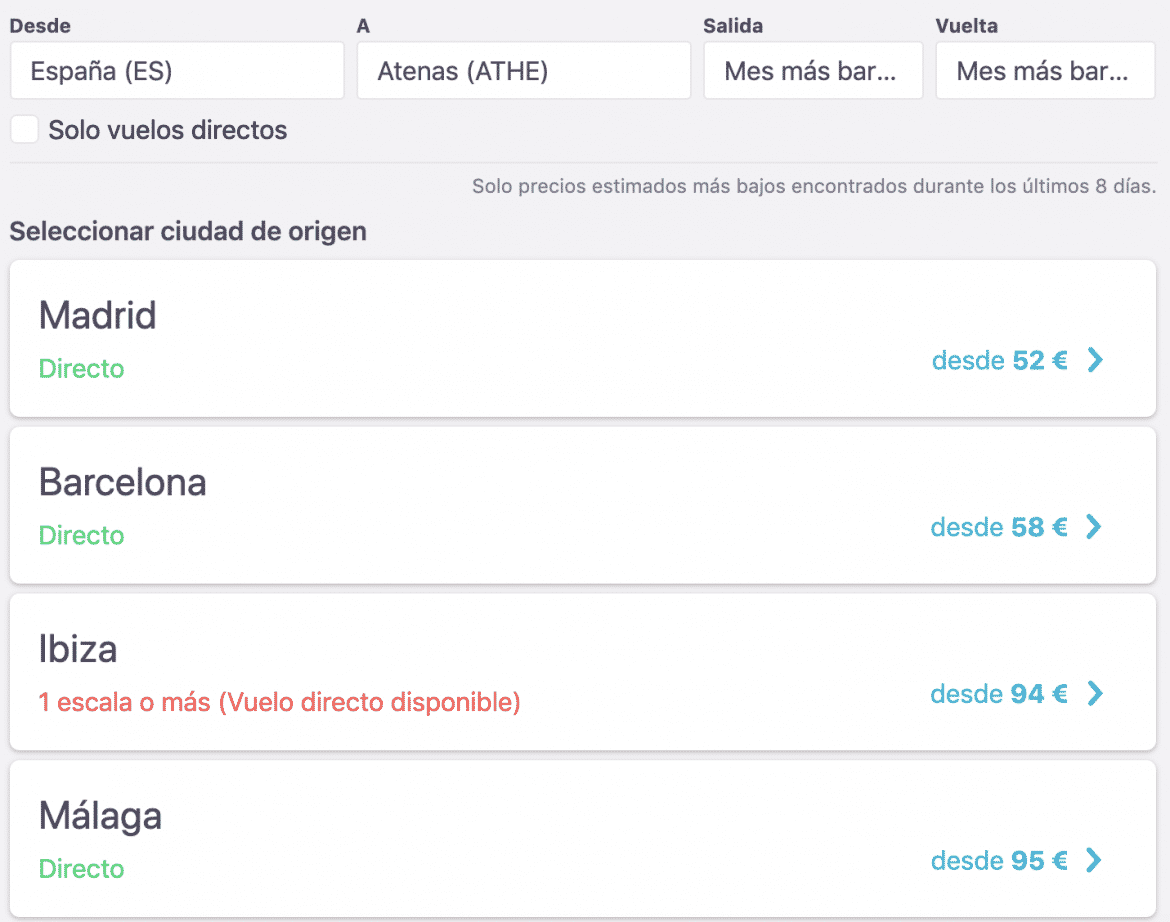 Desde A Salida Vuelta
España (ES) Atenas (ATHE) Mes más bar... Mes más bar...
Solo vuelos directos
Solo precios estimados más bajos encontrados durante los últimos 8 días.
Seleccionar ciudad de origen
Madrid
Directo
desde 52 €
Barcelona
Directo
desde 58 €
Ibiza
1 escala o más (Vuelo directo disponible)
desde 94 €
Málaga
Directo
desde 95 €